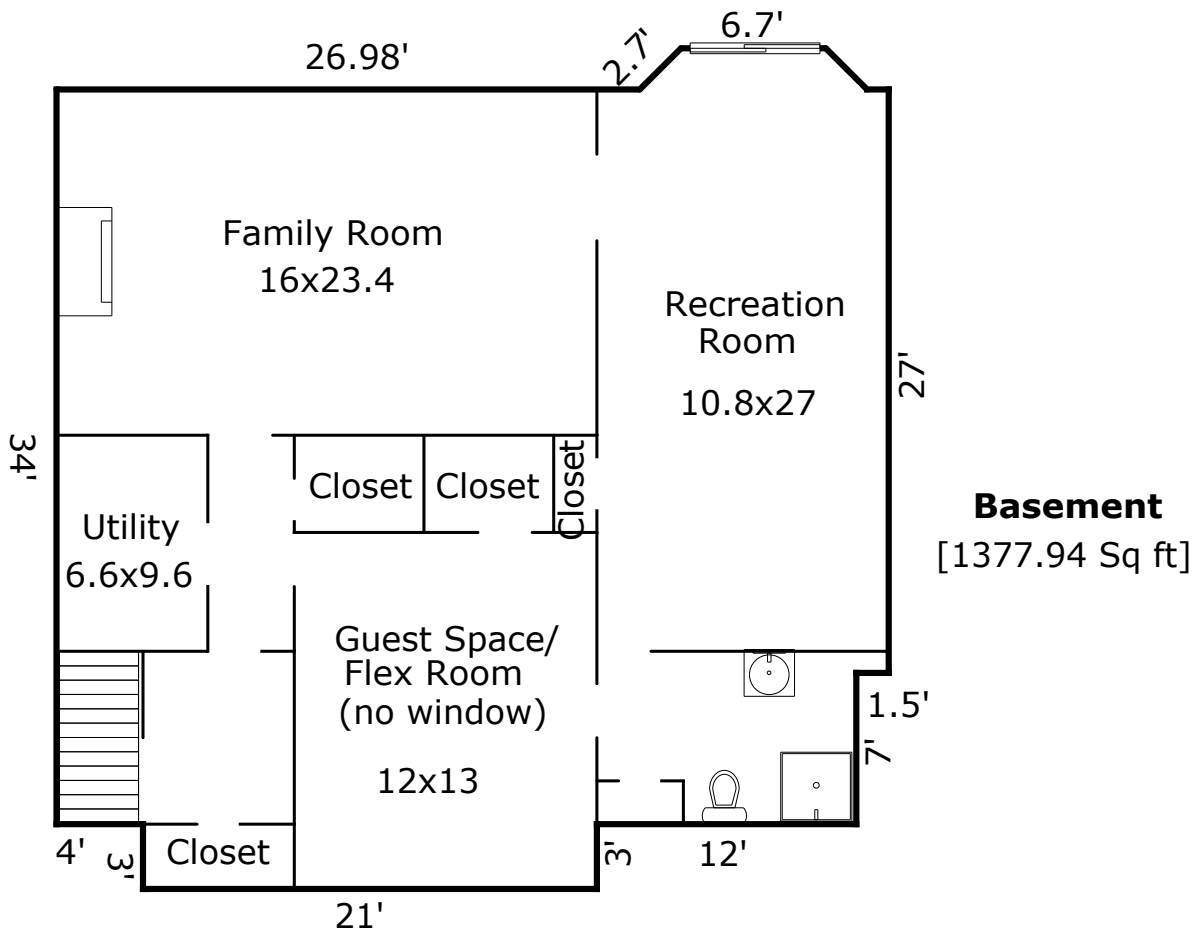 6.7'
26.98'
2.7'
Family Room
16x23.4
Recreation
Room
10.8x27
27'
34'
Closet
Closet
Closet
Utility
6.6x9.6
Basement
[1377.94 Sq ft]
Guest Space/
Flex Room
(no window)
12x13
1.5'
7'
4'
3'
Closet
3'
12'
21'